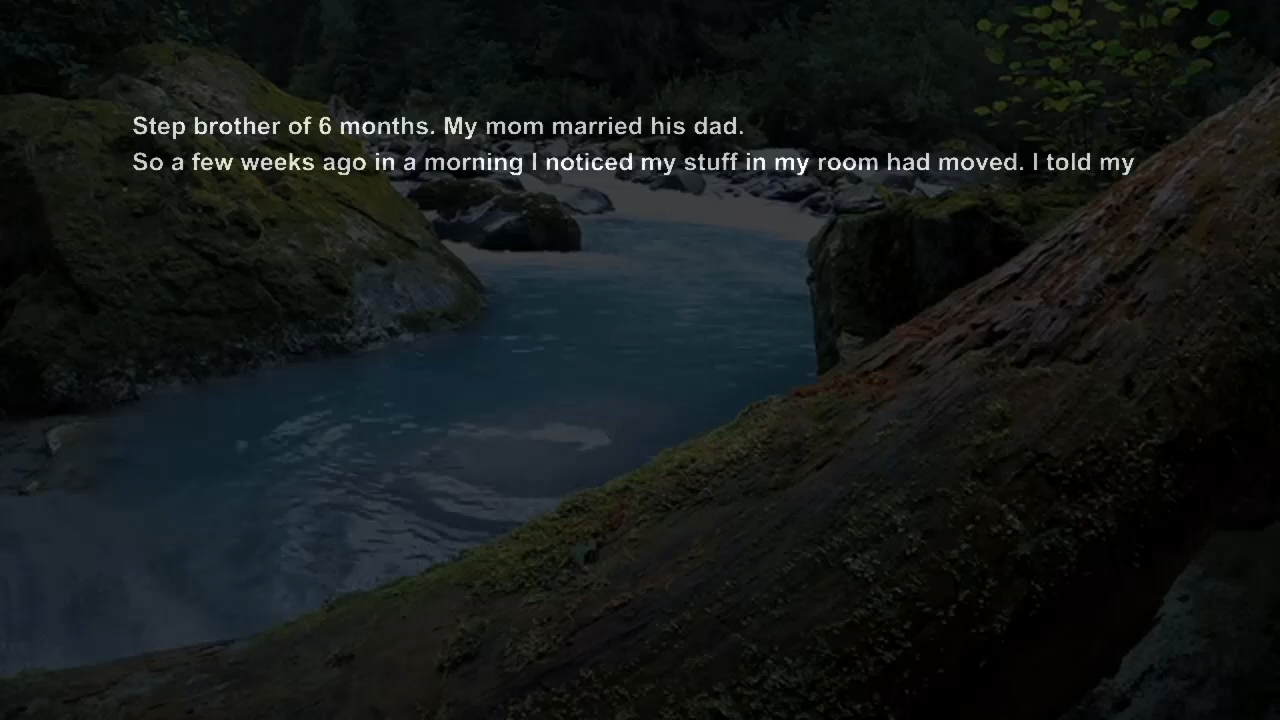 Step brother of 6 months. My mom married his dad.
So a few weeks ago in a morning I noticed my stuff in my room had moved. I told my